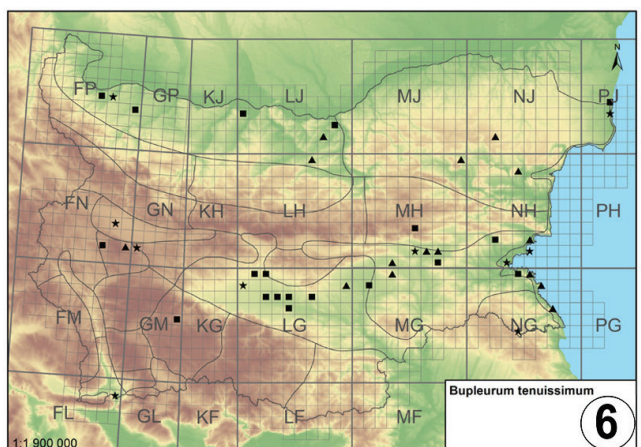 N
FP GP KJ LJ MJ NJ PJ
FN GN KH LH MH NH PH
FM GM KG LG MG NG PG
FL GL KF LF MF
Bupleurum tenuissimum
6
1:1 900 000